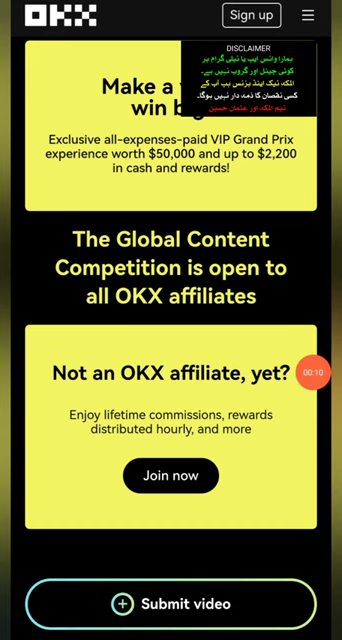 OKX
Sign up
DISCLAIMER
ہمارا واٹس ایپ یا ٹیلی گرام پر
کوئی چینل اور گروپ نہیں ہے۔
الملکہ ٹیک اینڈ بزنس ہب آپ کے
کسی نقصان کا ذمہ دار نہیں ہوگا۔
نیم الملکہ اور عثمان حسین
Make a
win
Exclusive all-expenses-paid VIP Grand Prix
experience worth $50,000 and up to $2,200
in cash and rewards!
The Global Content
Competition is open to
all OKX affiliates
Not an OKX affiliate, yet?
00:10
Enjoy lifetime commissions, rewards
distributed hourly, and more
Join now
Submit video